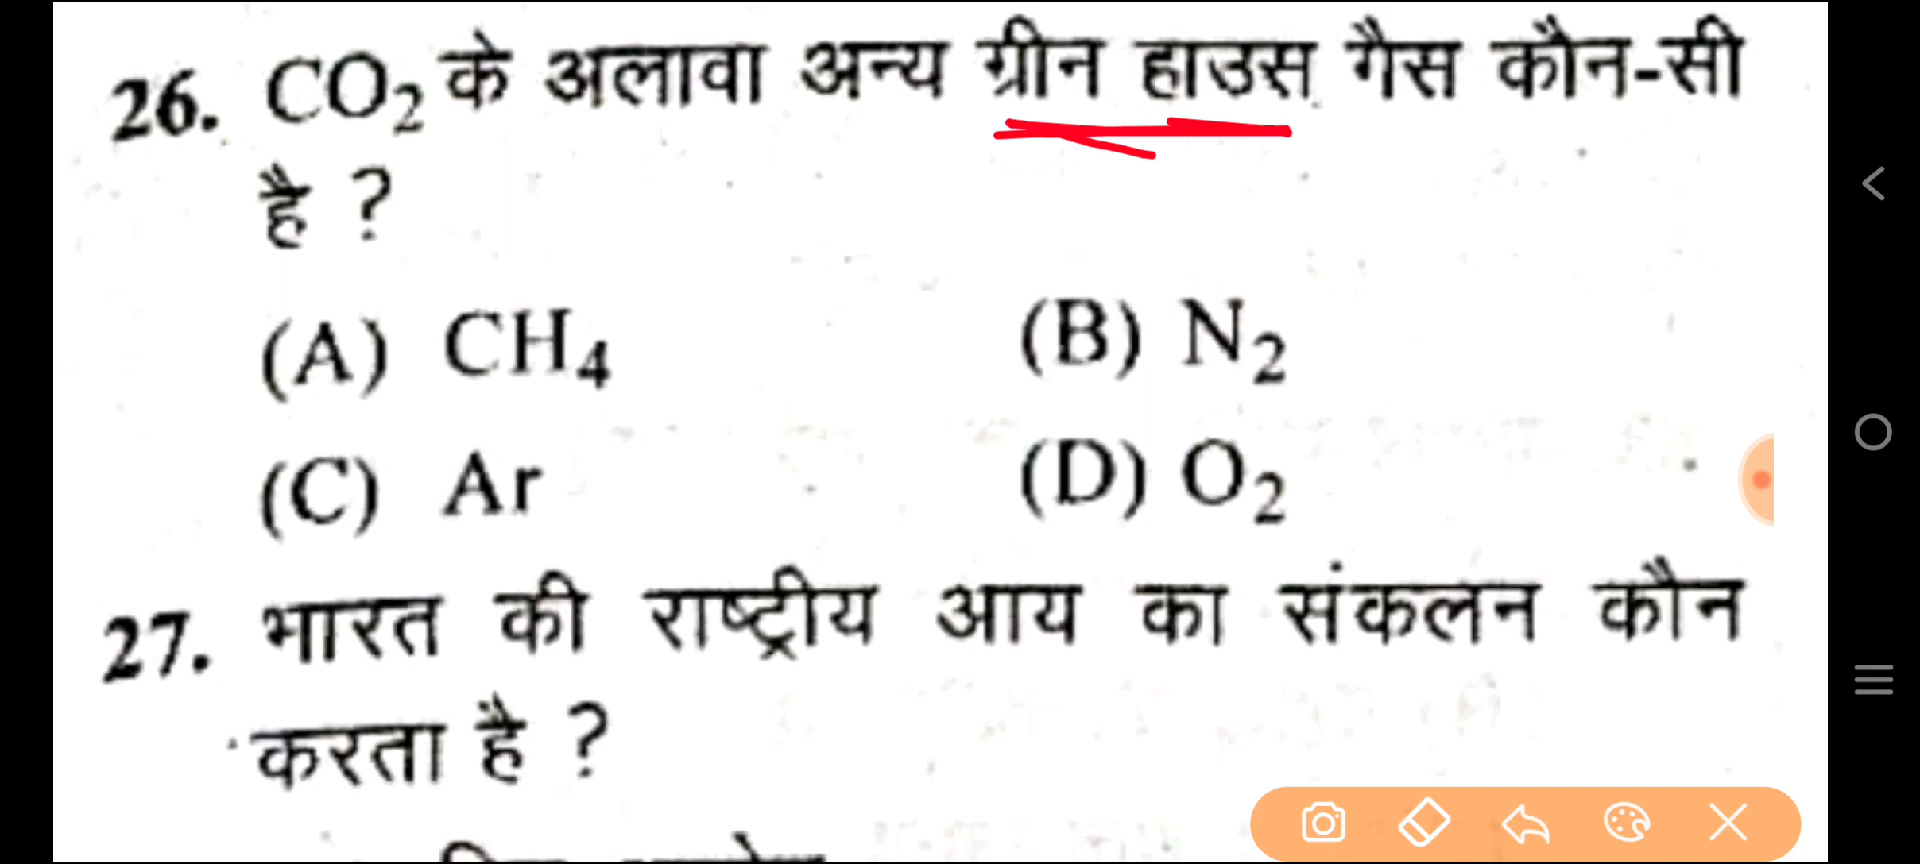 26. CO₂ के अलावा अन्य ग्रीन हाउस गैस कौन-सी
है ?
(A) CH₄ (B) N₂
(C) Ar (D) O₂
27. भारत की राष्ट्रीय आय का संकलन कौन
करता है ?